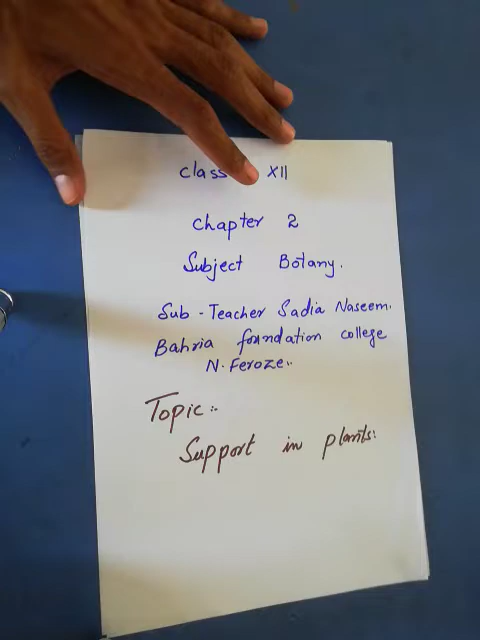 Class XII
Chapter 2
Subject Botany.
Sub - Teacher Sadia Naseem.
Bahria foundation college
N. Feroze..
Topic :.
Support in plants: